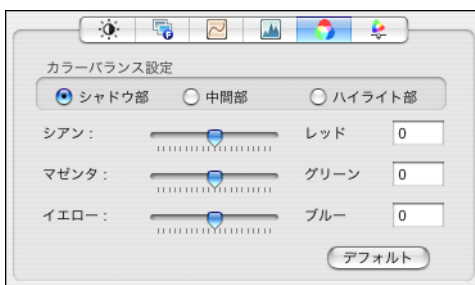 カラーバランス設定
シャドウ部 中間部 ハイライト部
シアン : レッド 0
マゼンタ : グリーン 0
イエロー : ブルー 0
デフォルト